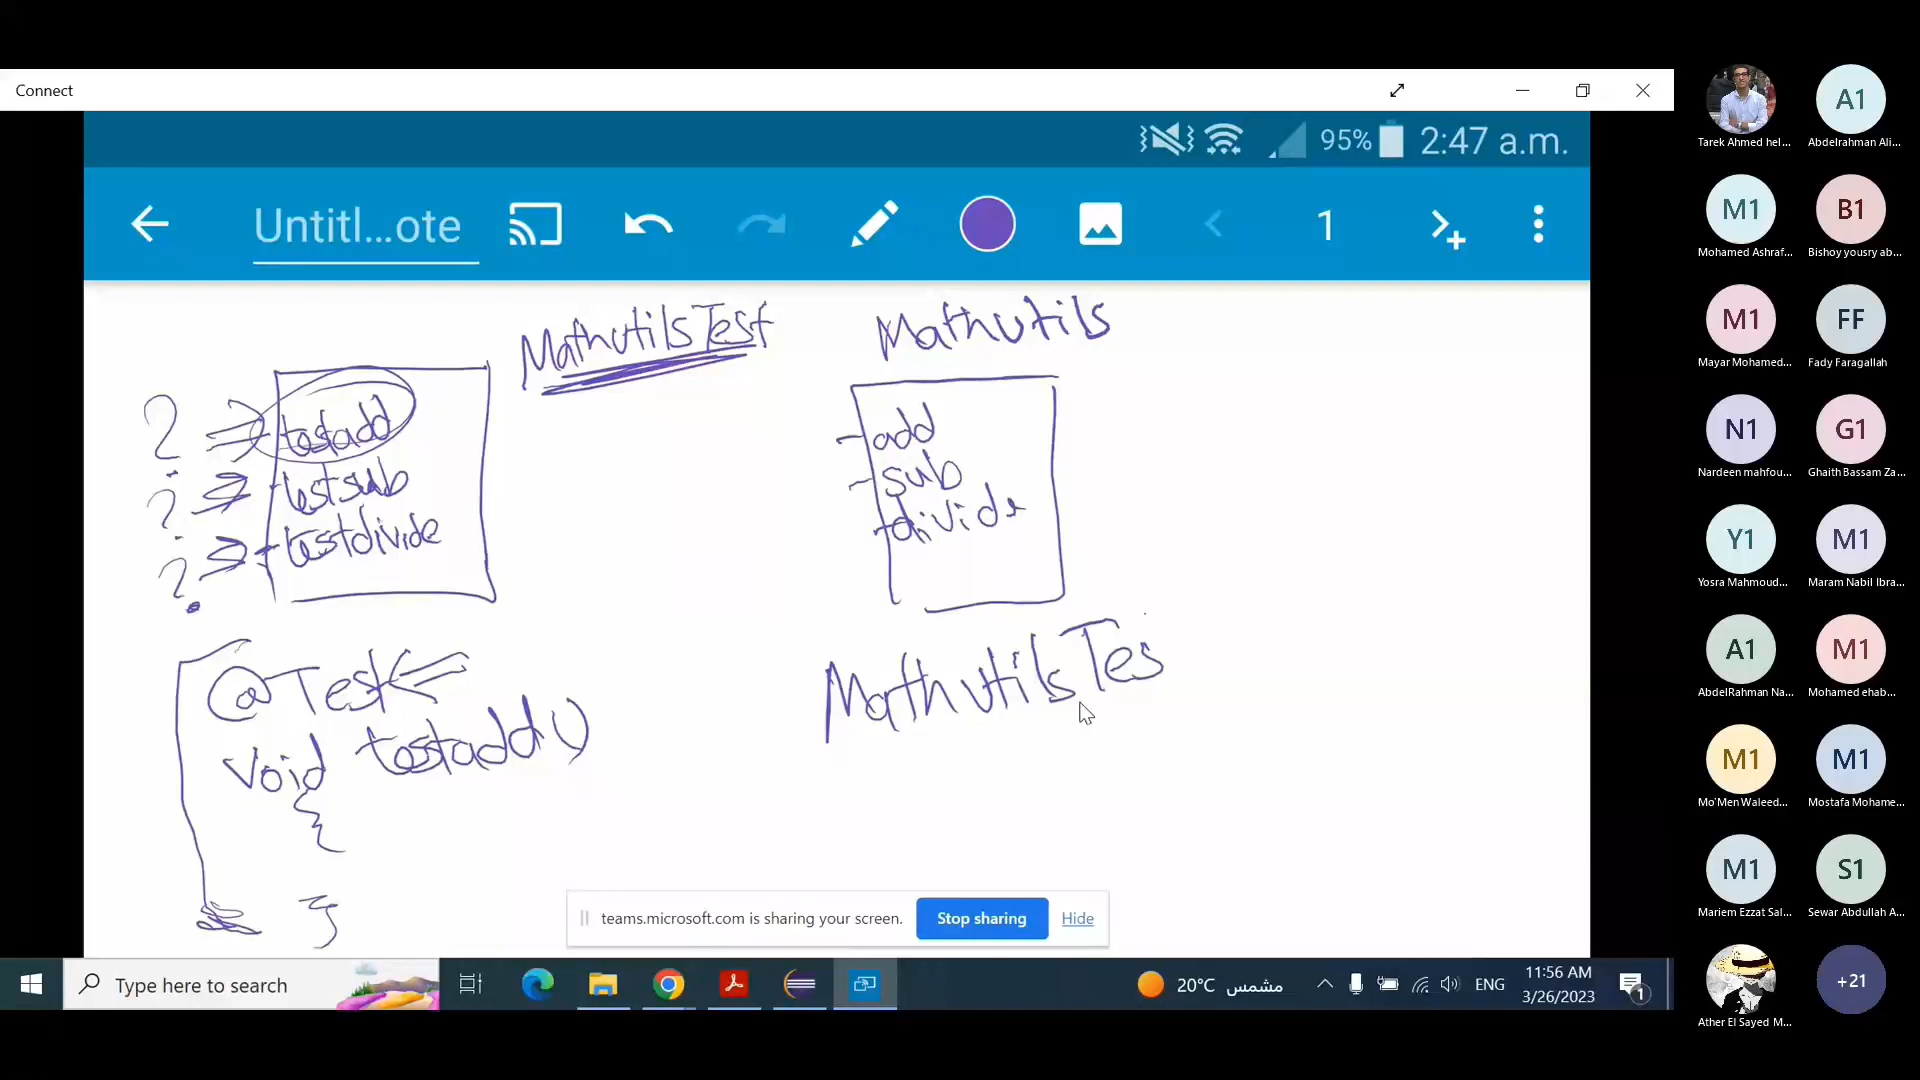 Connect
95% 2:47 a.m.
Untitl...ote
1
MathutilsTest
Mathutils
? testadd
? testsub
? testdivide
add
sub
divide
@Test
void testadd()
{
}
MathutilsTes
teams.microsoft.com is sharing your screen.
Stop sharing
Hide
Type here to search
20°C مشمس
ENG
11:56 AM
3/26/2023
1
Tarek Ahmed hel...
A1
Abdelrahman Ali...
M1
Mohamed Ashraf...
B1
Bishoy yousry ab...
M1
Mayar Mohamed...
FF
Fady Faragallah
N1
Nardeen mahfou...
G1
Ghaith Bassam Za...
Y1
Yosra Mahmoud...
M1
Maram Nabil Ibra...
A1
AbdelRahman Na...
M1
Mohamed ehab...
M1
Mo'Men Waleed...
M1
Mostafa Mohame...
M1
Mariem Ezzat Sal...
S1
Sewar Abdullah A...
Ather El Sayed M...
+21